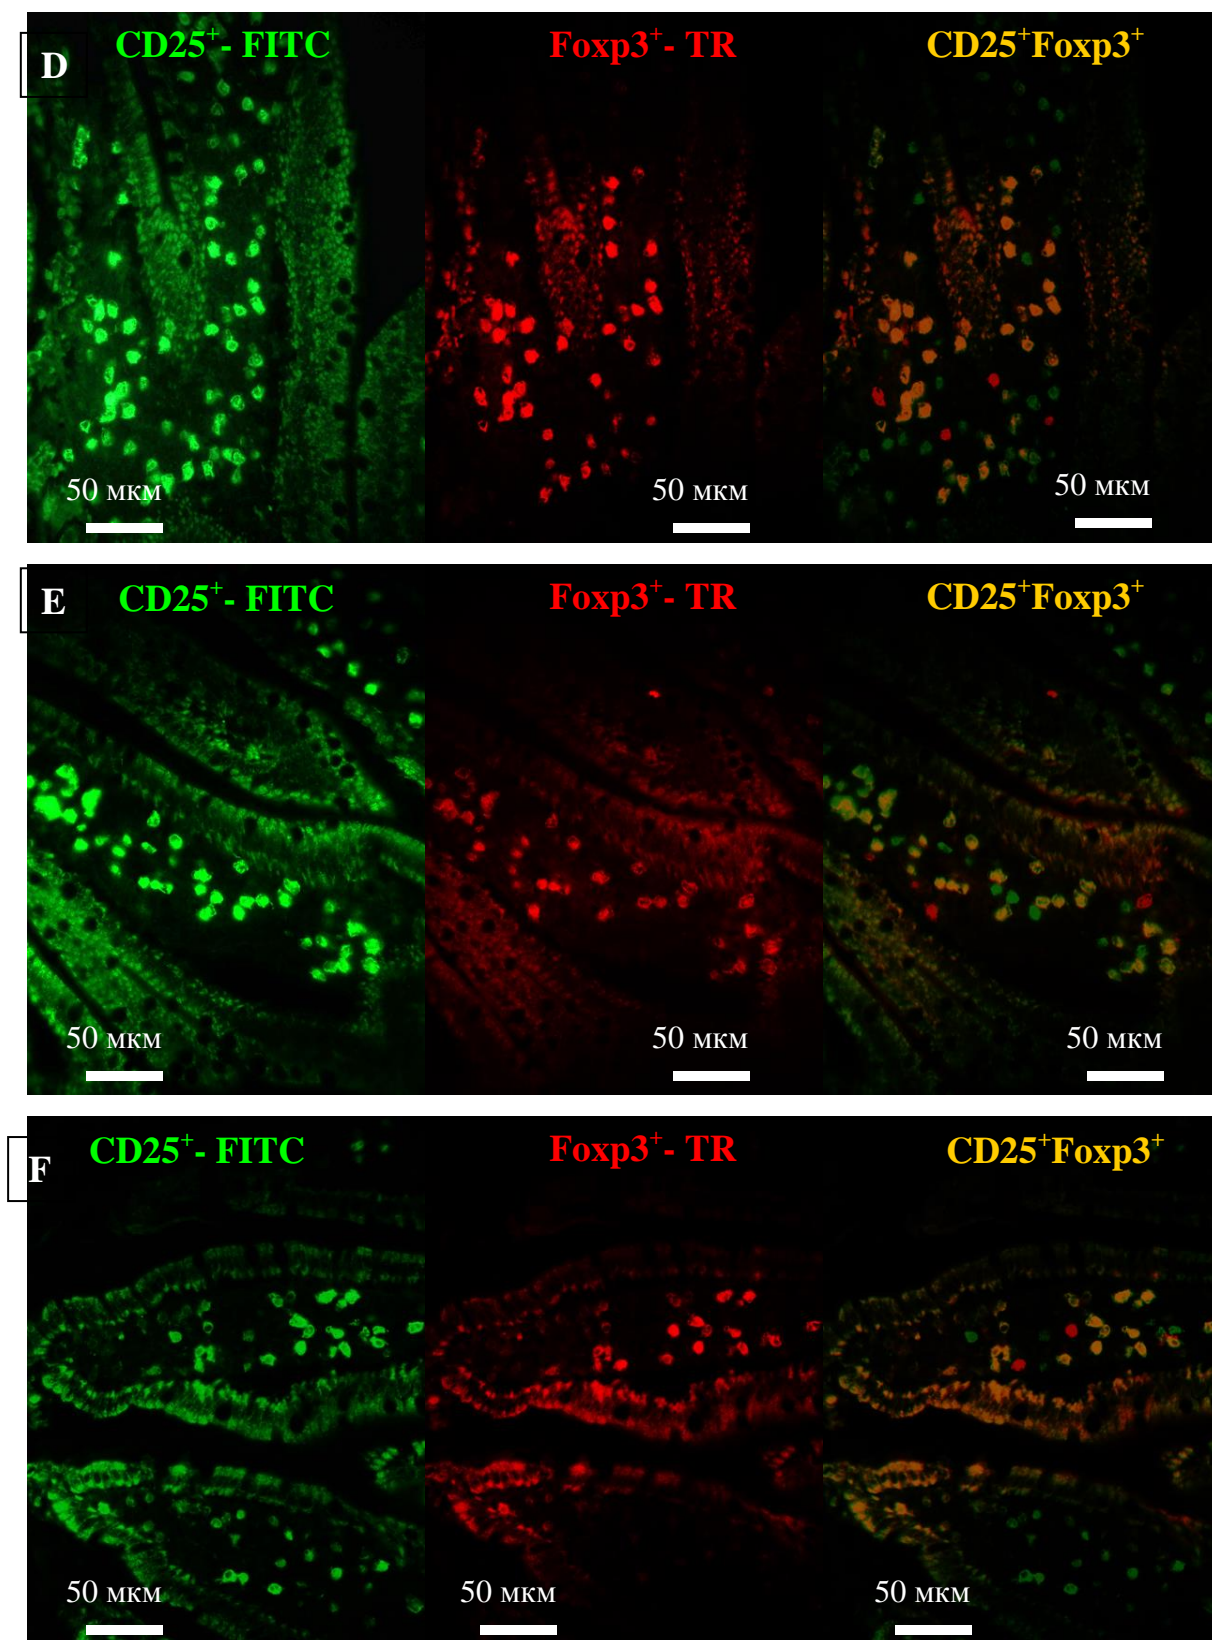 D CD25⁺- FITC Foxp3⁺- TR CD25⁺Foxp3⁺
50 мкм 50 мкм 50 мкм
E CD25⁺- FITC Foxp3⁺- TR CD25⁺Foxp3⁺
50 мкм 50 мкм 50 мкм
F CD25⁺- FITC Foxp3⁺- TR CD25⁺Foxp3⁺
50 мкм 50 мкм 50 мкм